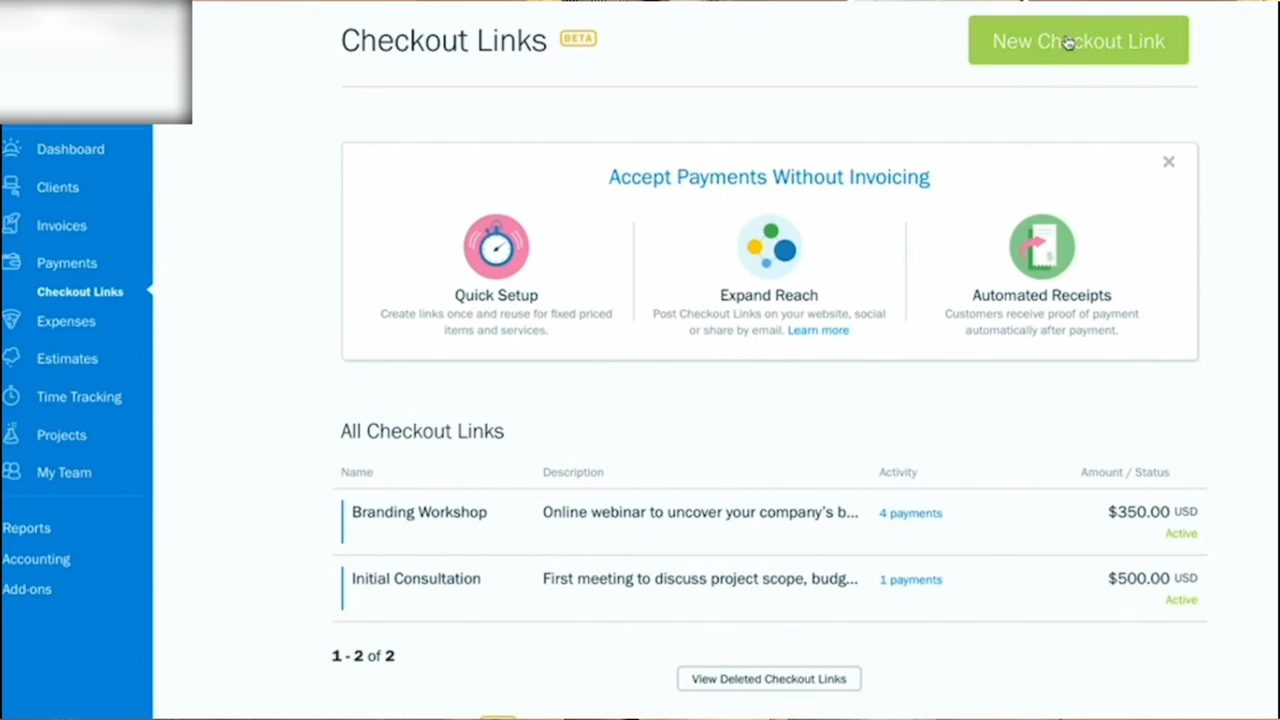 Checkout Links BETA
New Checkout Link
Dashboard
Clients
Invoices
Payments
Checkout Links
Expenses
Estimates
Time Tracking
Projects
My Team
Reports
Accounting
Add-ons
Accept Payments Without Invoicing
Quick Setup
Create links once and reuse for fixed priced
items and services.
Expand Reach
Post Checkout Links on your website, social
or share by email. Learn more
Automated Receipts
Customers receive proof of payment
automatically after payment.
All Checkout Links
Name Description Activity Amount / Status
Branding Workshop Online webinar to uncover your company's b... 4 payments $350.00 USD
Active
Initial Consultation First meeting to discuss project scope, budg... 1 payments $500.00 USD
Active
1 - 2 of 2
View Deleted Checkout Links